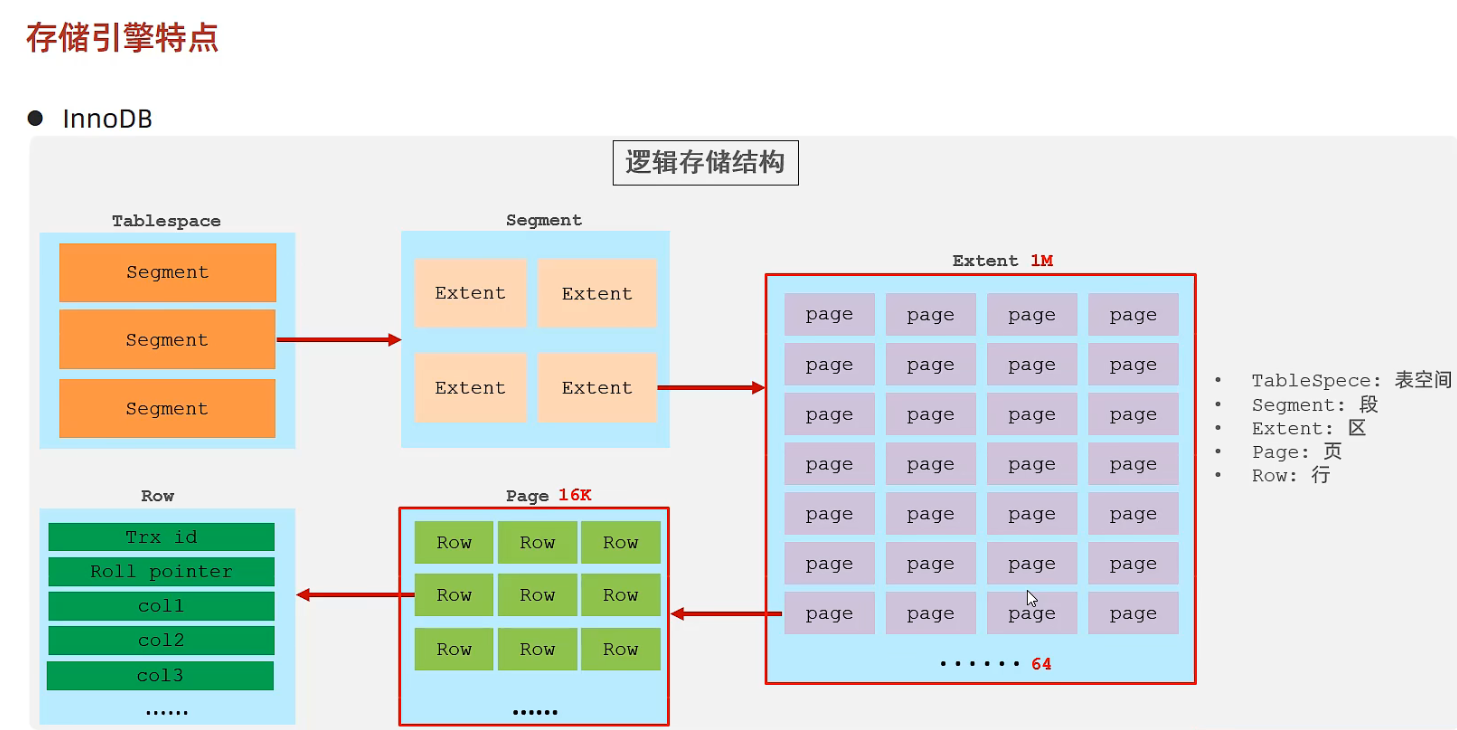 存储引擎特点
● InnoDB
逻辑存储结构
Tablespace
Segment
Segment
Segment
Segment
Extent Extent
Extent Extent
Extent 1M
page page page page
page page page page
page page page page
page page page page
page page page page
page page page page
page page page page
······ 64
• TableSpece: 表空间
• Segment: 段
• Extent: 区
• Page: 页
• Row: 行
Page 16K
Row Row Row
Row Row Row
Row Row Row
······
Row
Trx id
Roll pointer
col1
col2
col3
······